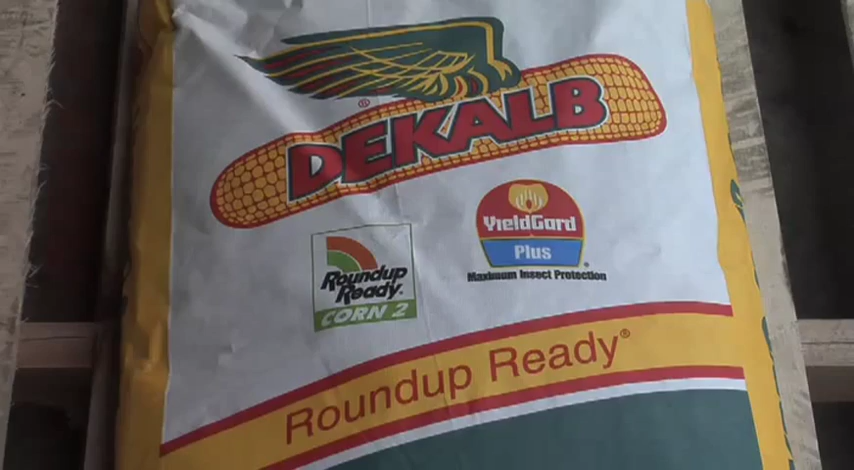 DEKALB®
YieldGard
Plus
Maximum Insect Protection
Roundup
Ready.
CORN 2
Roundup Ready®